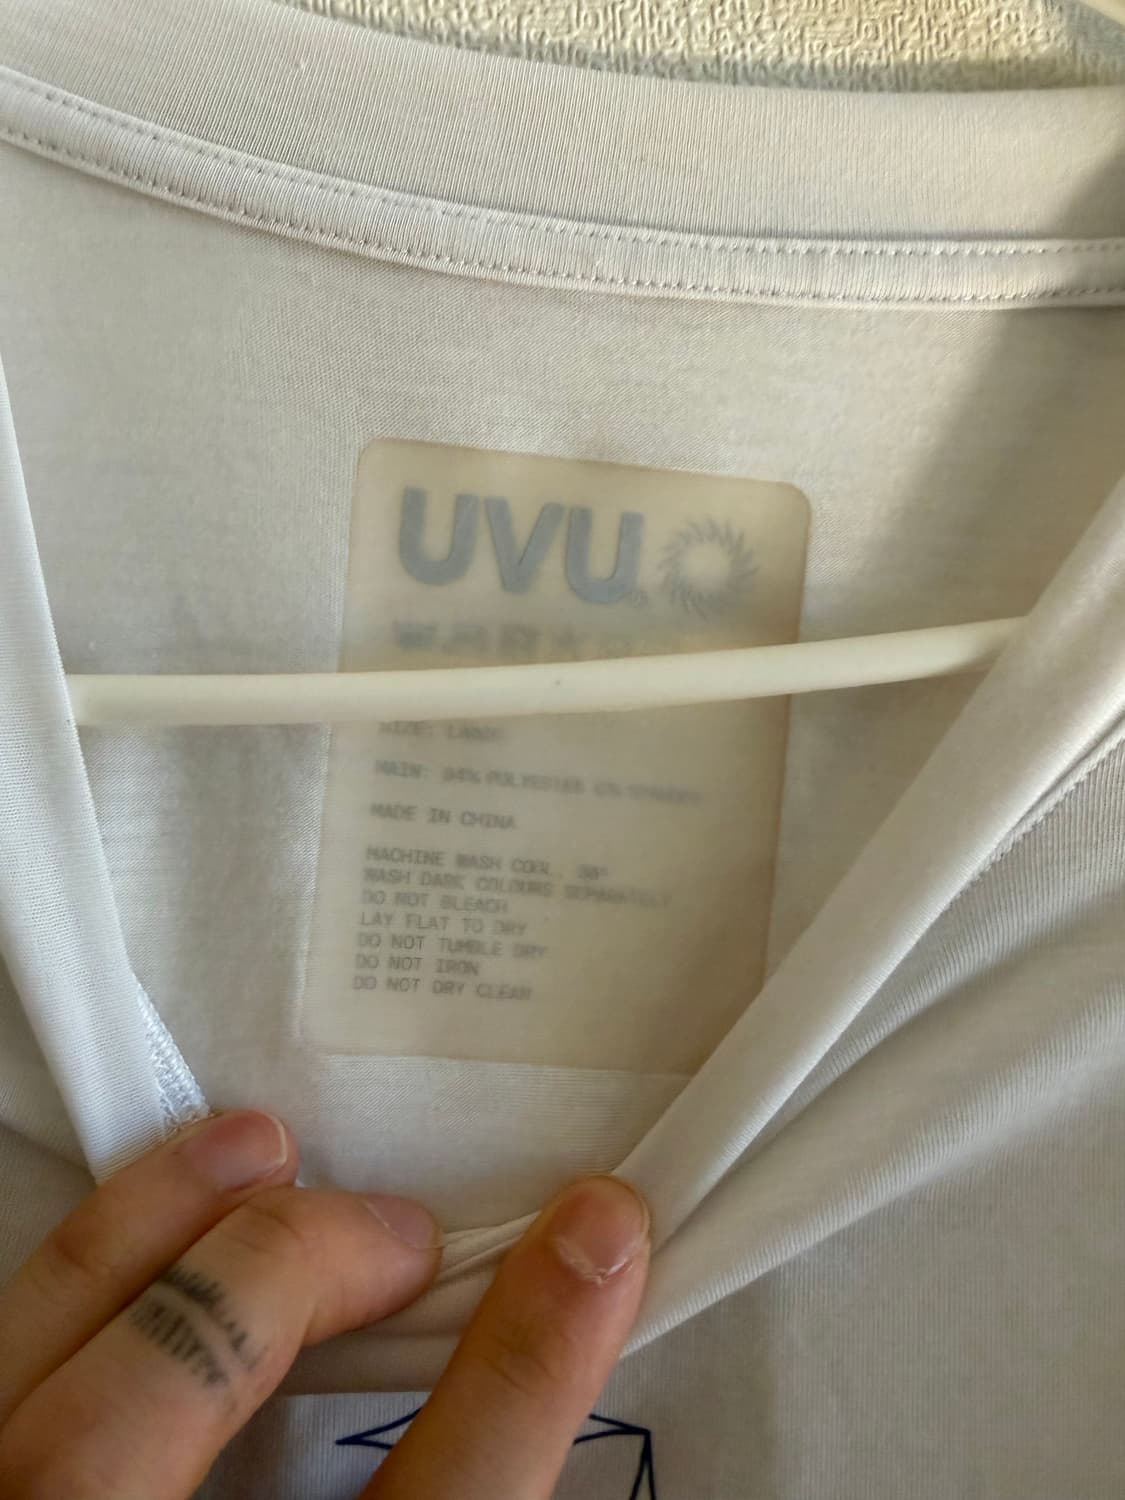 UVU
SIZE: LARGE
MAIN: 94% POLYESTER 6%
MADE IN CHINA
MACHINE WASH COOL, 30°
WASH DARK COLOURS SEPARATELY
DO NOT BLEACH
LAY FLAT TO DRY
DO NOT TUMBLE DRY
DO NOT IRON
DO NOT DRY CLEAN